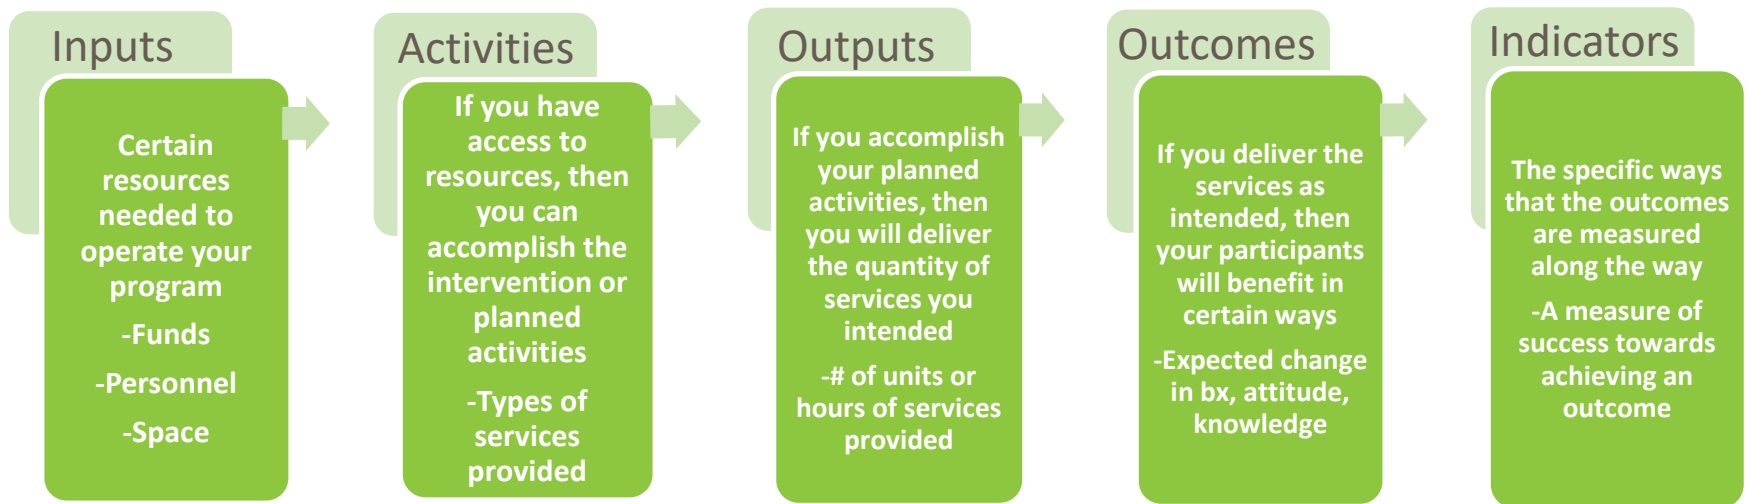 Inputs
Certain
resources
needed to
operate your
program
-Funds
-Personnel
-Space
Activities
If you have
access to
resources, then
you can
accomplish the
intervention or
planned
activities
-Types of
services
provided
Outputs
If you accomplish
your planned
activities, then
you will deliver
the quantity of
services you
intended
-# of units or
hours of services
provided
Outcomes
If you deliver the
services as
intended, then
your participants
will benefit in
certain ways
-Expected change
in bx, attitude,
knowledge
Indicators
The specific ways
that the outcomes
are measured
along the way
-A measure of
success towards
achieving an
outcome